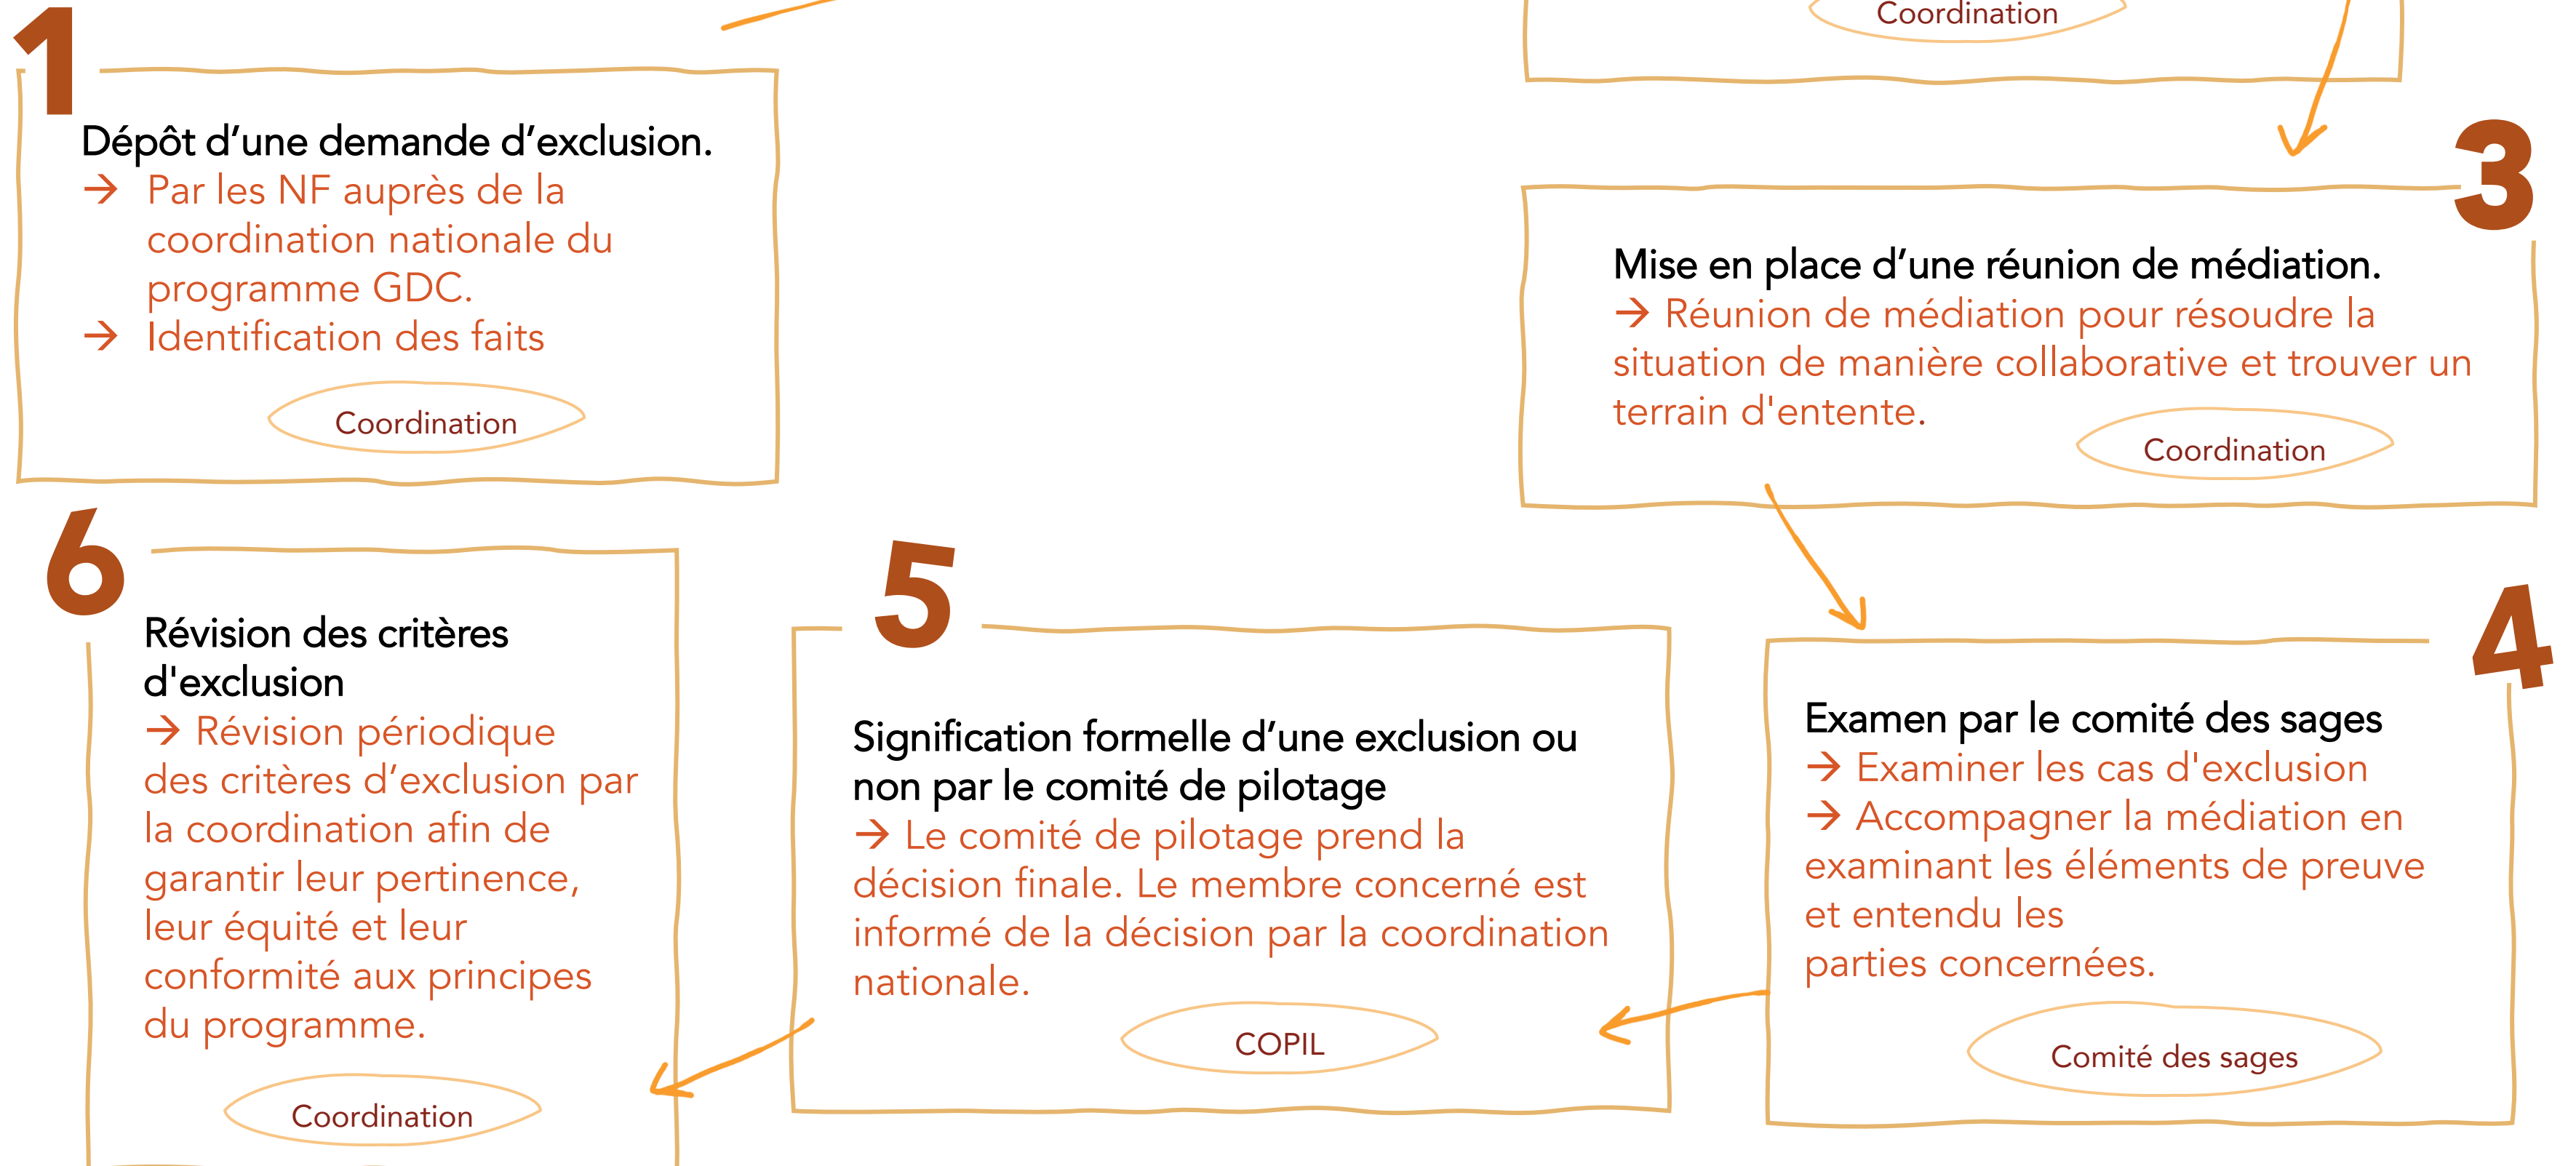 1
Dépôt d’une demande d’exclusion.
→ Par les NF auprès de la
coordination nationale du
programme GDC.
→ Identification des faits
Coordination
Coordination
3
Mise en place d’une réunion de médiation.
→ Réunion de médiation pour résoudre la
situation de manière collaborative et trouver un
terrain d'entente.
Coordination
4
Examen par le comité des sages
→ Examiner les cas d'exclusion
→ Accompagner la médiation en
examinant les éléments de preuve
et entendu les
parties concernées.
Comité des sages
5
Signification formelle d’une exclusion ou
non par le comité de pilotage
→ Le comité de pilotage prend la
décision finale. Le membre concerné est
informé de la décision par la coordination
nationale.
COPIL
6
Révision des critères
d'exclusion
→ Révision périodique
des critères d’exclusion par
la coordination afin de
garantir leur pertinence,
leur équité et leur
conformité aux principes
du programme.
Coordination